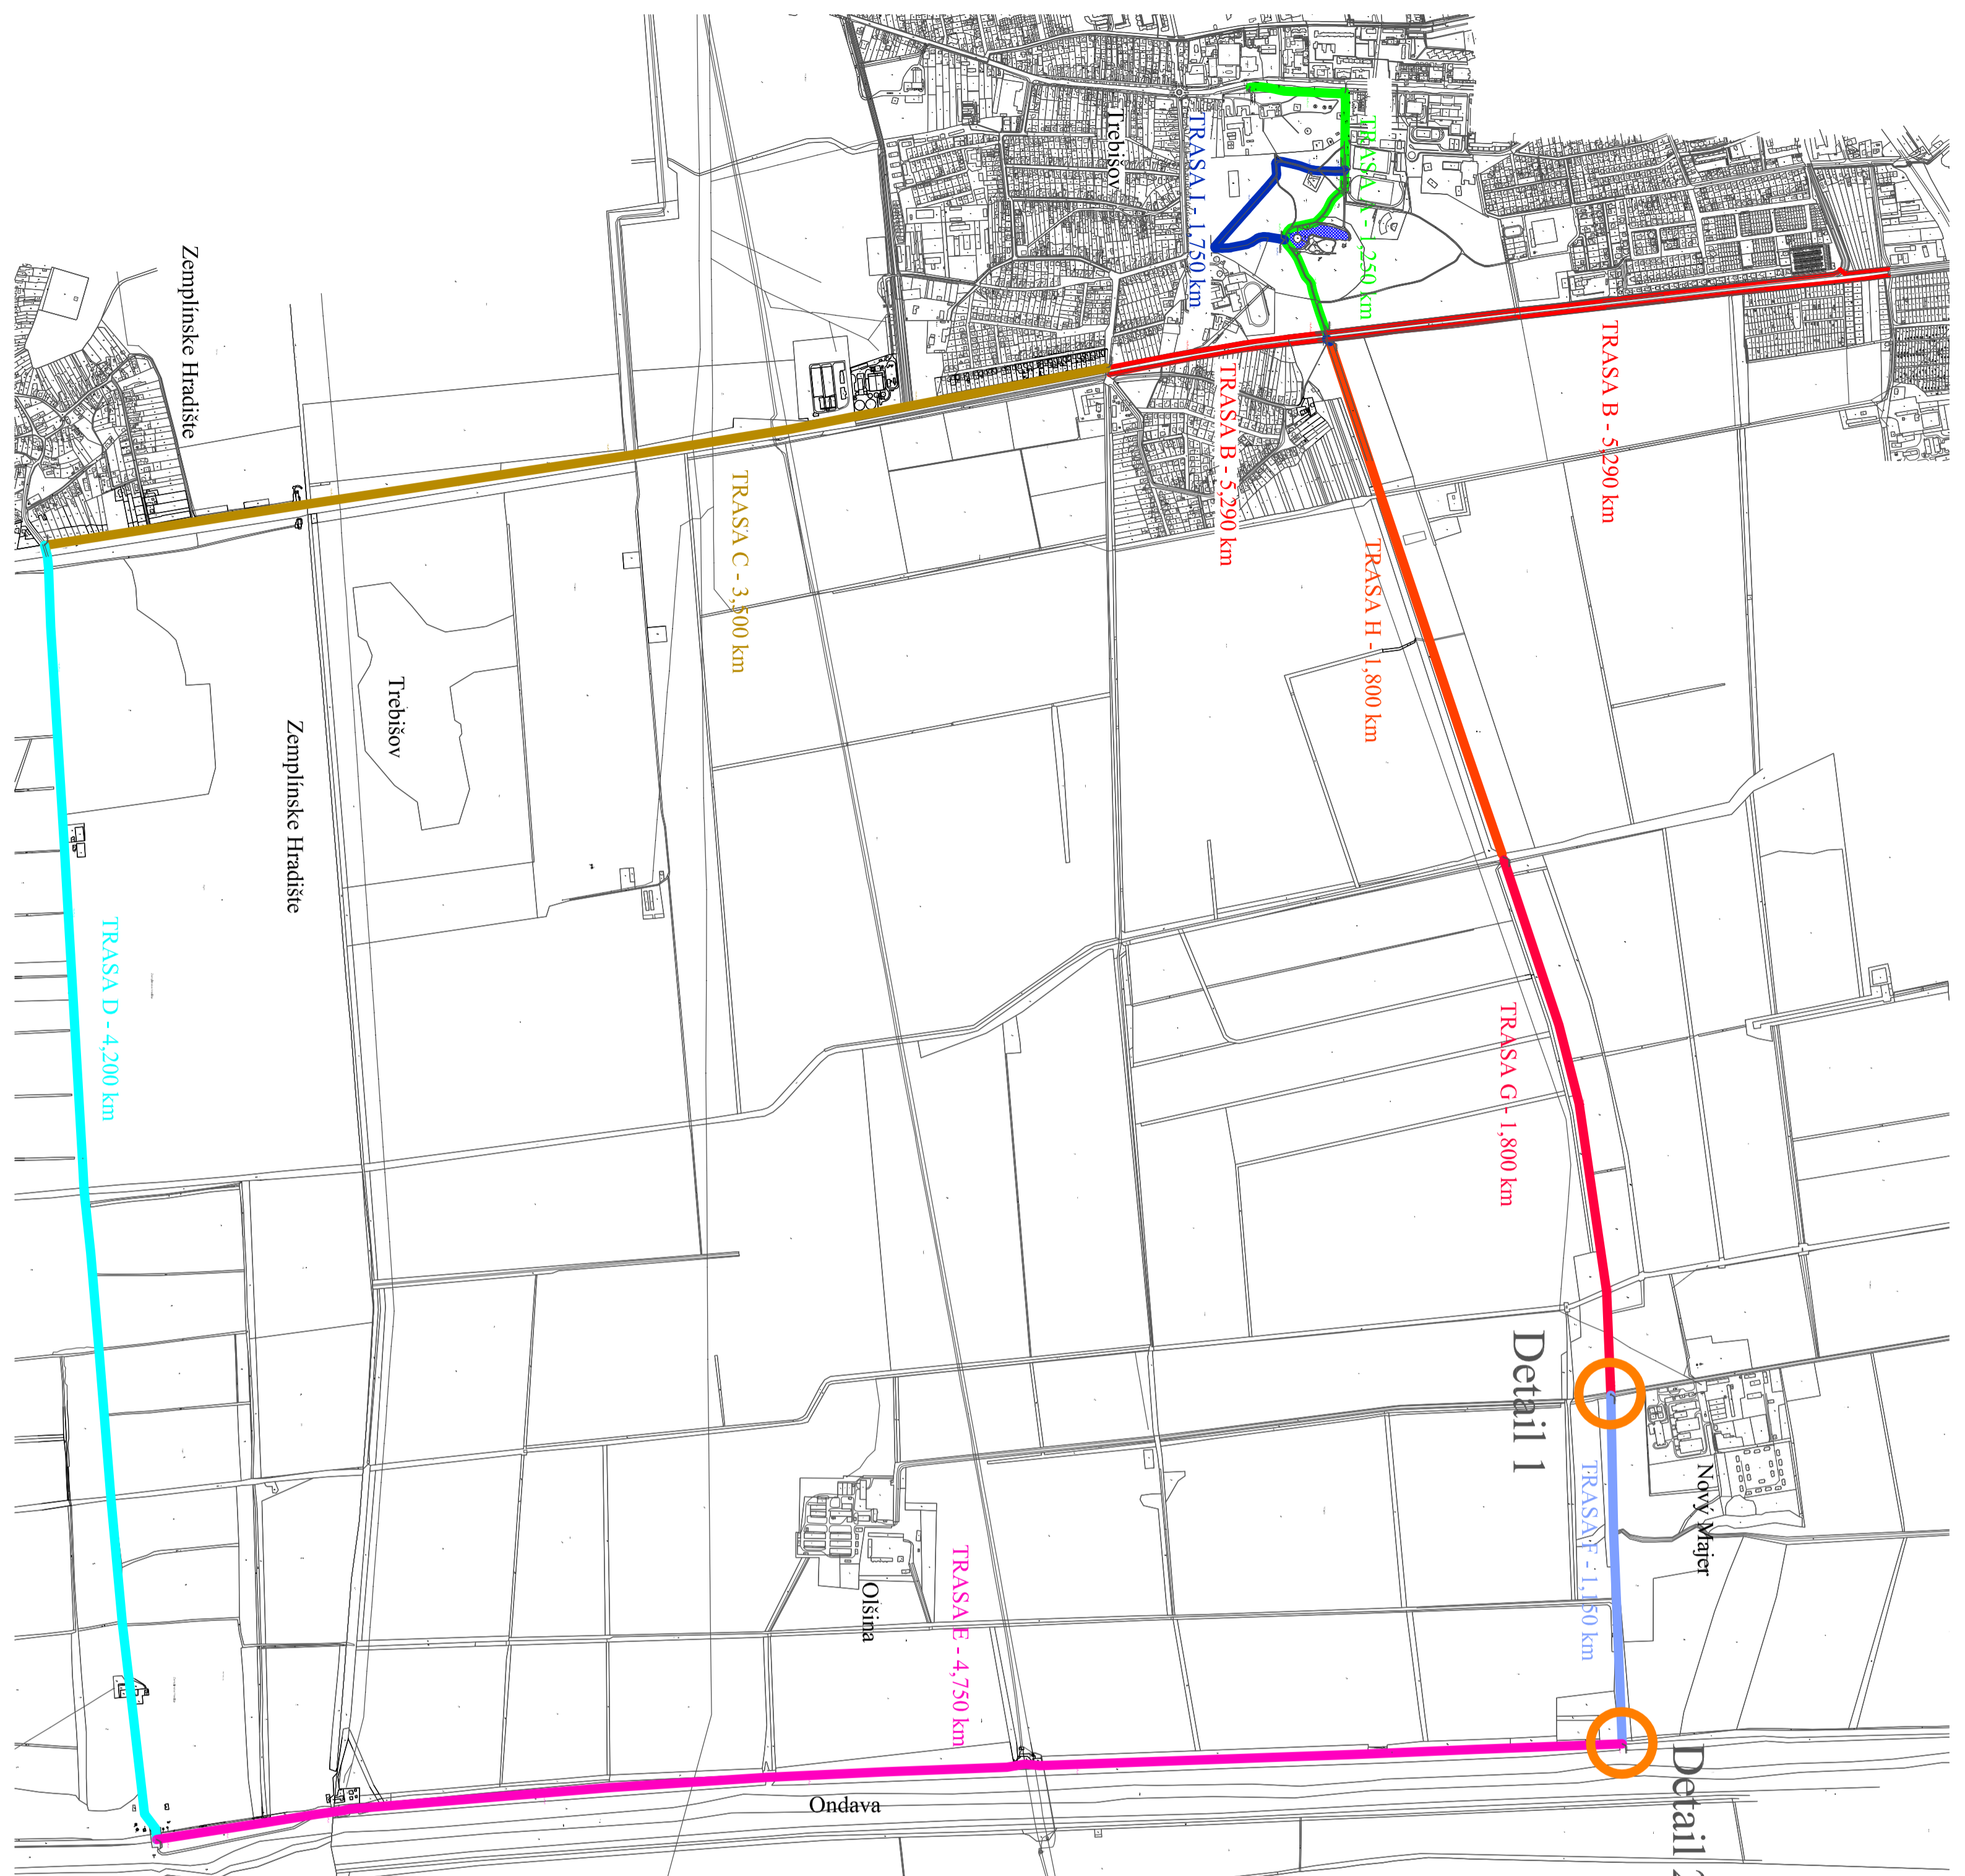 Trebišov
TRASA I - 1,750 km
TRASA A - 1,250 km
Zemplínske Hradište
TRASA B - 5,290 km
TRASA B - 5,290 km
TRASA C - 3,500 km
TRASA H - 1,800 km
Trebišov
Zemplínske Hradište
TRASA D - 4,200 km
TRASA G - 1,800 km
Detail 1
Nový Majer
TRASA F - 1,150 km
Olšina
TRASA E - 4,750 km
Ondava
Detail